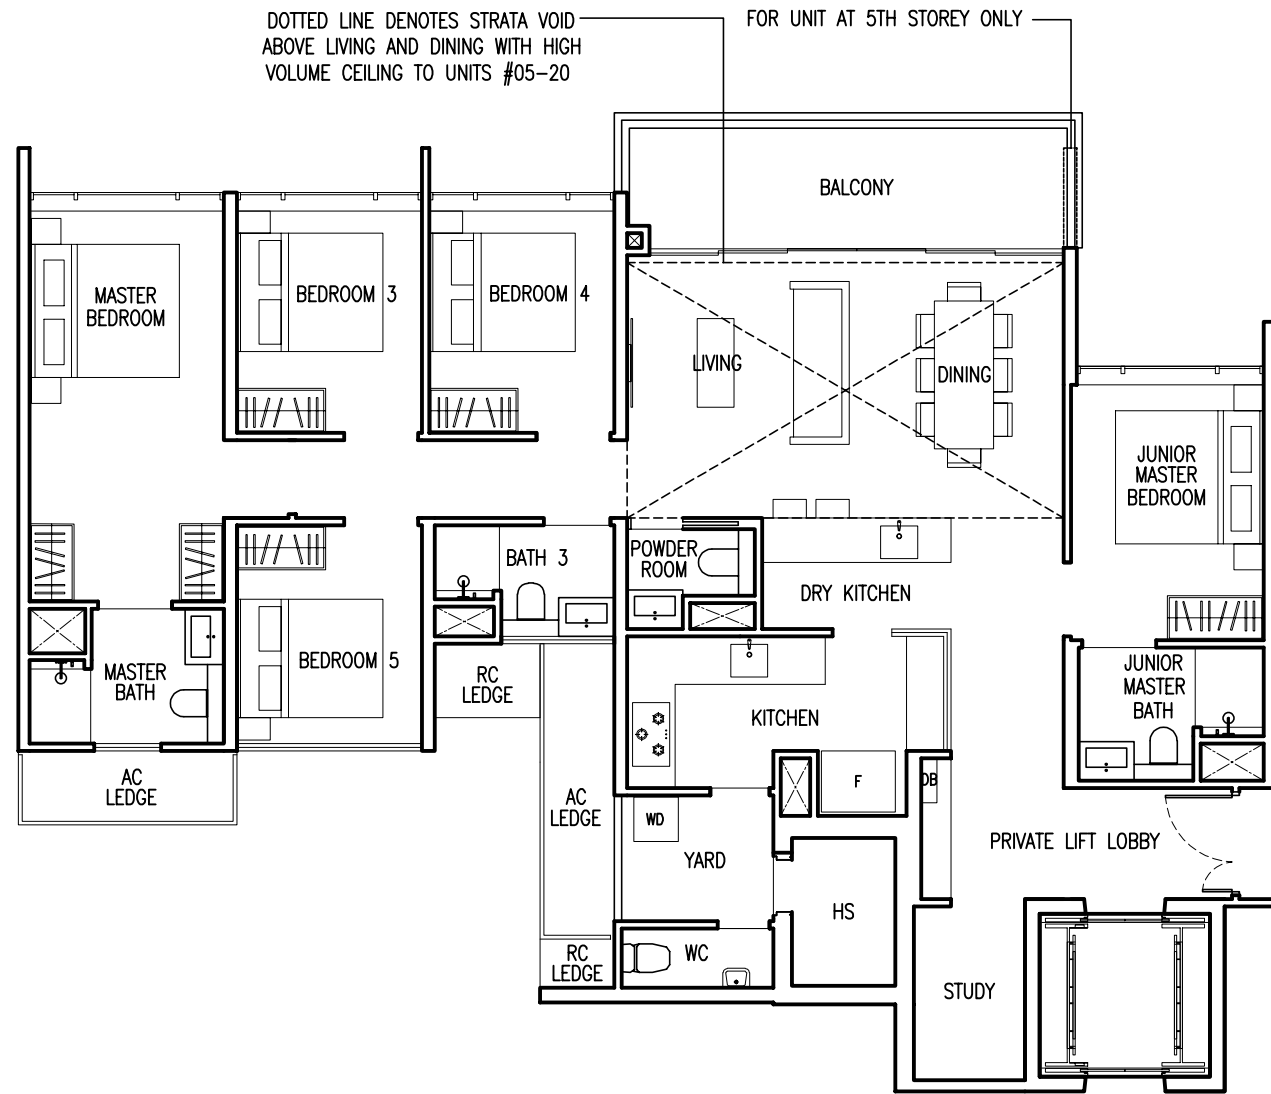 DOTTED LINE DENOTES STRATA VOID
ABOVE LIVING AND DINING WITH HIGH
VOLUME CEILING TO UNITS #05-20
FOR UNIT AT 5TH STOREY ONLY
BALCONY
MASTER
BEDROOM
BEDROOM 3
BEDROOM 4
LIVING
DINING
JUNIOR
MASTER
BEDROOM
BATH 3
POWDER
ROOM
DRY KITCHEN
MASTER
BATH
BEDROOM 5
RC
LEDGE
KITCHEN
JUNIOR
MASTER
BATH
AC
LEDGE
AC
LEDGE
WD
F
DB
YARD
PRIVATE LIFT LOBBY
HS
RC
LEDGE
WC
STUDY